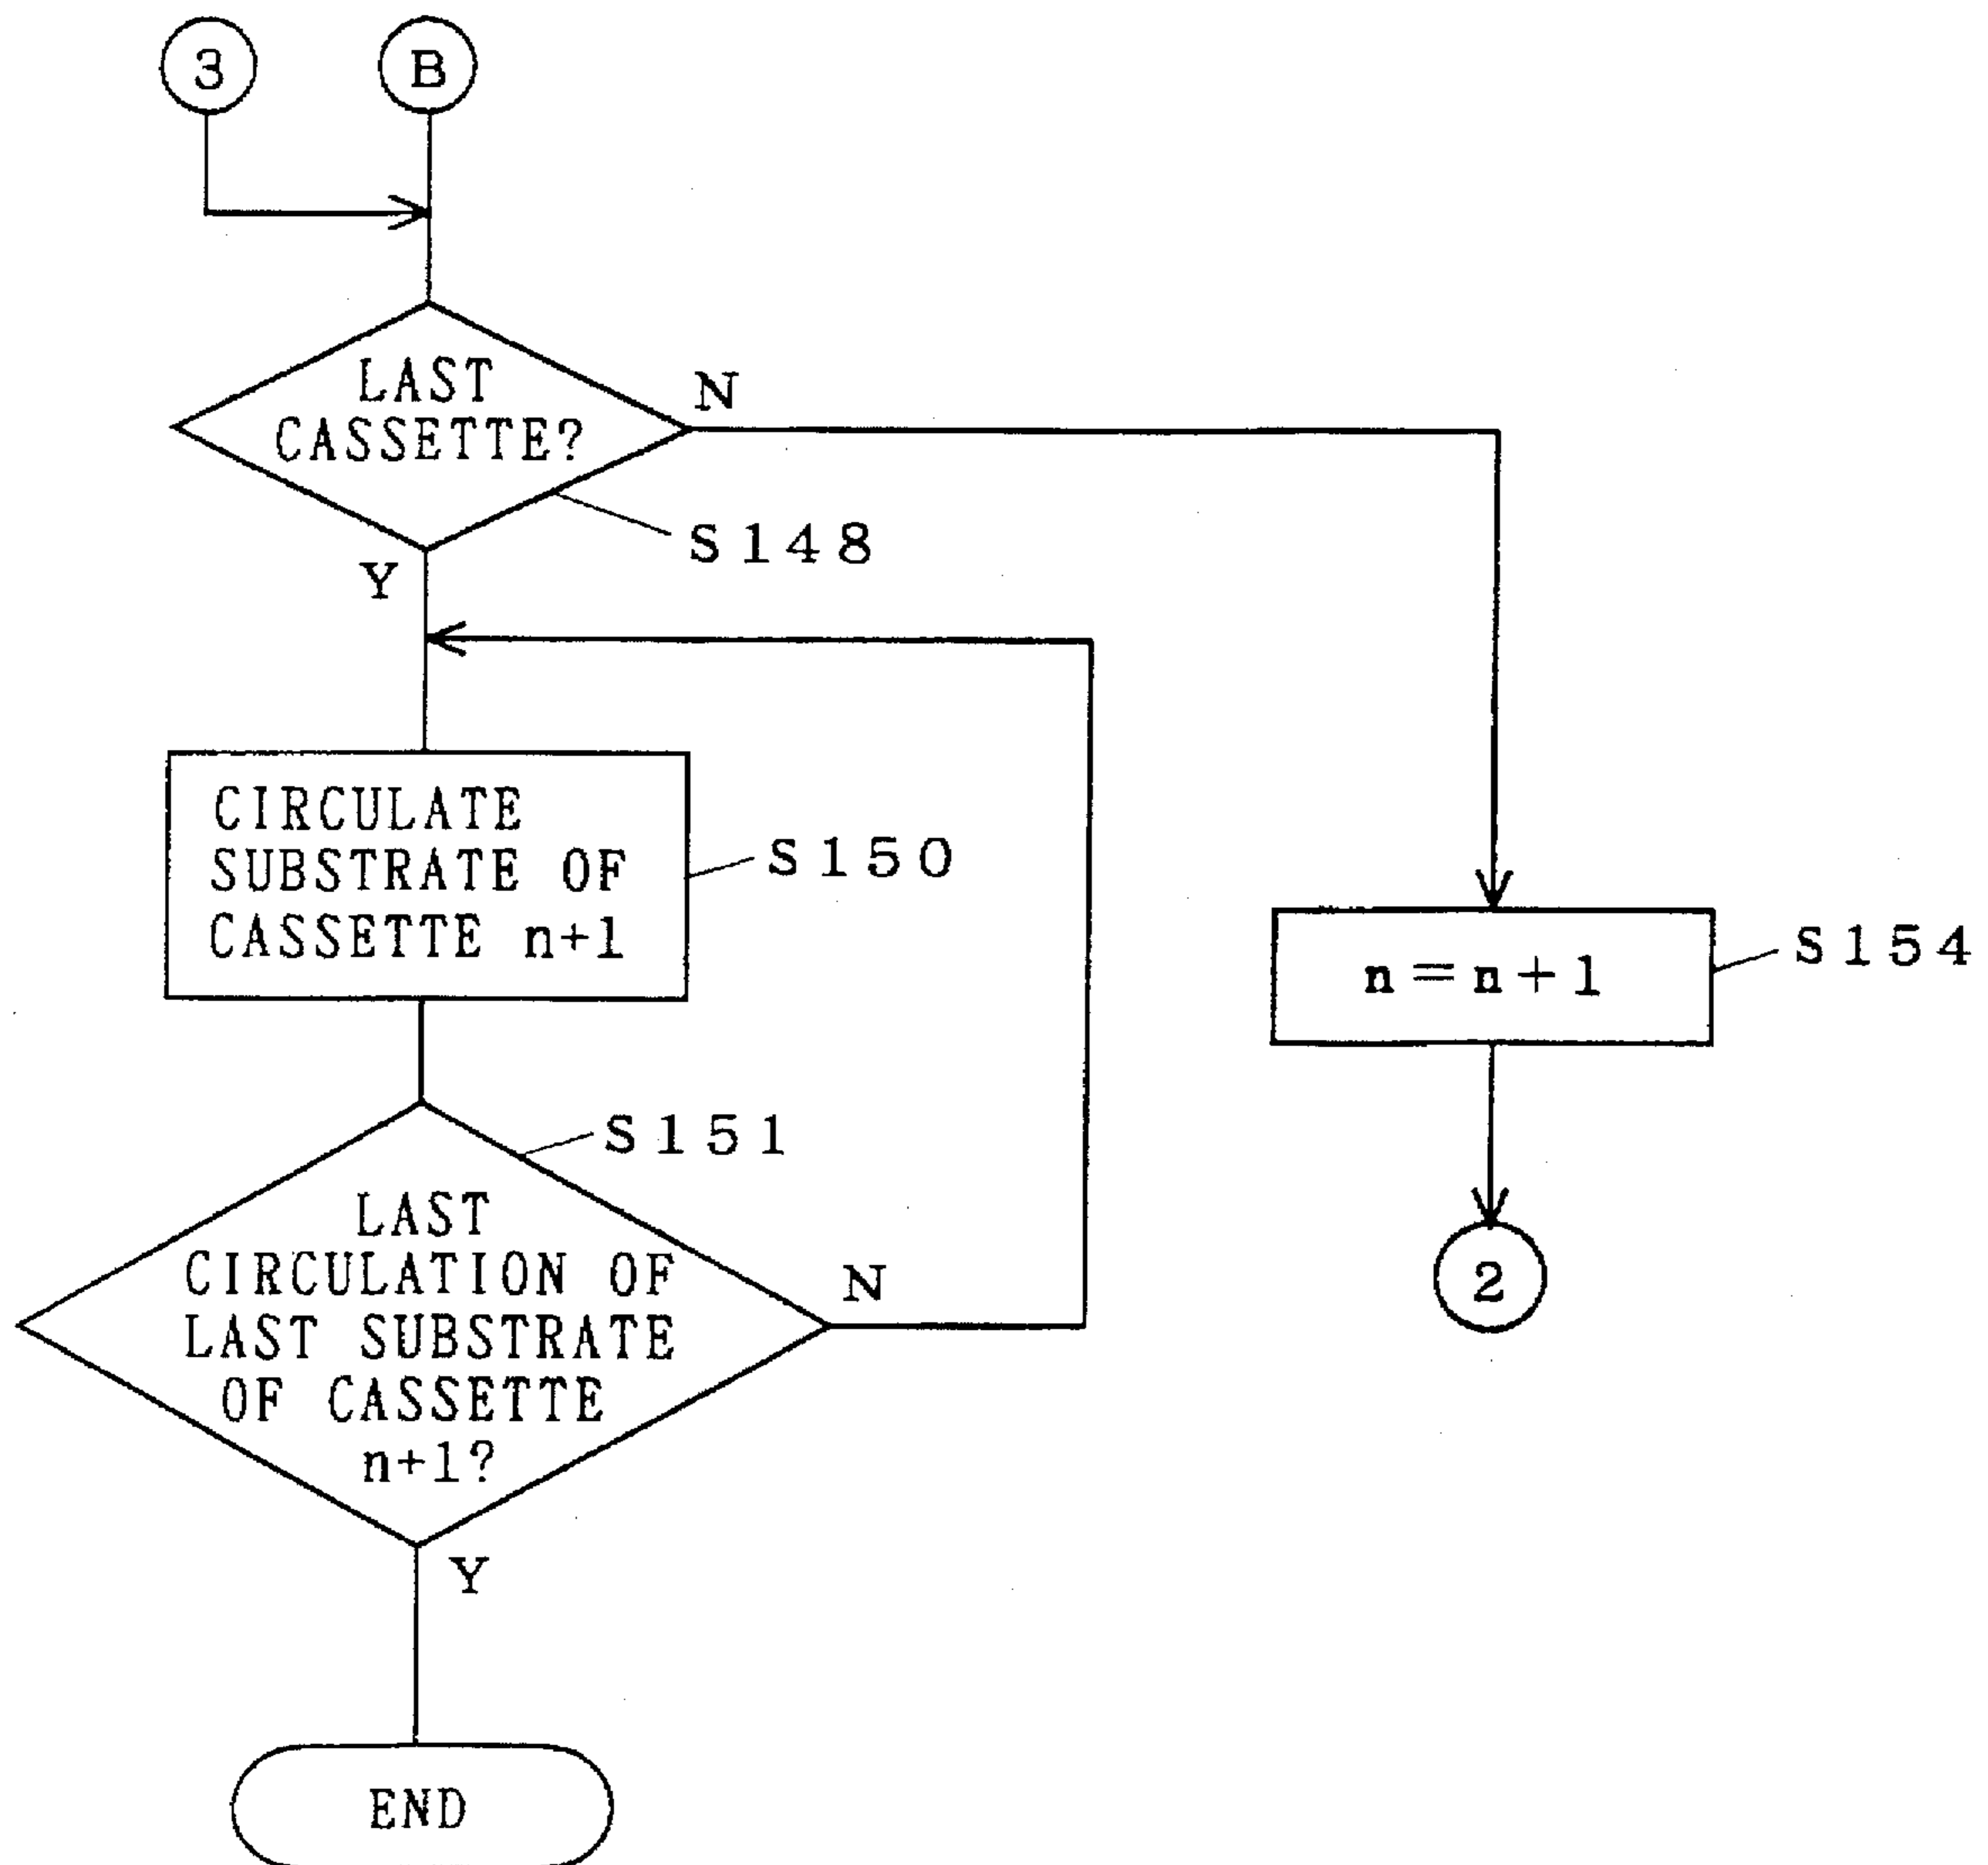 3
B
LAST
CASSETTE?
N
S148
Y
CIRCULATE
SUBSTRATE OF
CASSETTE n+1
S150
n=n+1
S154
S151
LAST
CIRCULATION OF
LAST SUBSTRATE
OF CASSETTE
n+1?
N
2
Y
END